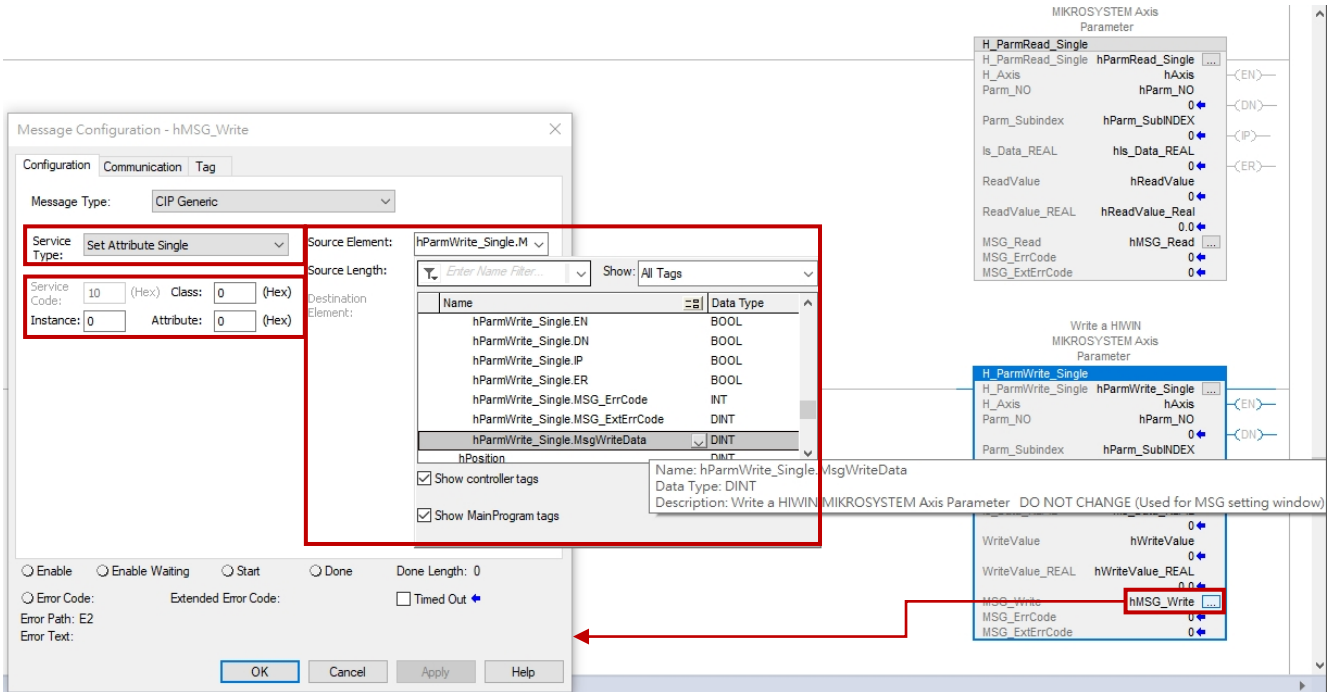 MIKROSYSTEM Axis
Parameter
H_ParmRead_Single
H_ParmRead_Single hParmRead_Single ...
H_Axis hAxis
(EN)
Parm_NO hParm_NO
0
(DN)
Parm_Subindex hParm_SubINDEX
0
(IP)
Is_Data_REAL hIs_Data_REAL
0
(ER)
ReadValue hReadValue
0
ReadValue_REAL hReadValue_Real
0.0
MSG_Read hMSG_Read ...
MSG_ErrCode 0
MSG_ExtErrCode 0
Message Configuration - hMSG_Write
Configuration Communication Tag
Message Type: CIP Generic
Service Type: Set Attribute Single
Service Code: 10 (Hex) Class: 0 (Hex)
Instance: 0 Attribute: 0 (Hex)
Source Element: hParmWrite_Single.M
Source Length:
Destination Element:
Enter Name Filter... Show: All Tags
Name Data Type
hParmWrite_Single.EN BOOL
hParmWrite_Single.DN BOOL
hParmWrite_Single.IP BOOL
hParmWrite_Single.ER BOOL
hParmWrite_Single.MSG_ErrCode INT
hParmWrite_Single.MSG_ExtErrCode DINT
hParmWrite_Single.MsgWriteData DINT
hPosition DINT
Show controller tags
Show MainProgram tags
Name: hParmWrite_Single.MsgWriteData
Data Type: DINT
Description: Write a HIWIN MIKROSYSTEM Axis Parameter DO NOT CHANGE (Used for MSG setting window)
Enable Enable Waiting Start Done Done Length: 0
Error Code: Extended Error Code: Timed Out
Error Path: E2
Error Text:
OK Cancel Apply Help
Write a HIWIN
MIKROSYSTEM Axis
Parameter
H_ParmWrite_Single
H_ParmWrite_Single hParmWrite_Single ...
H_Axis hAxis
(EN)
Parm_NO hParm_NO
0
(DN)
Parm_Subindex hParm_SubINDEX
0
WriteValue hWriteValue
0
WriteValue_REAL hWriteValue_REAL
0.0
MSG_Write hMSG_Write ...
MSG_ErrCode 0
MSG_ExtErrCode 0